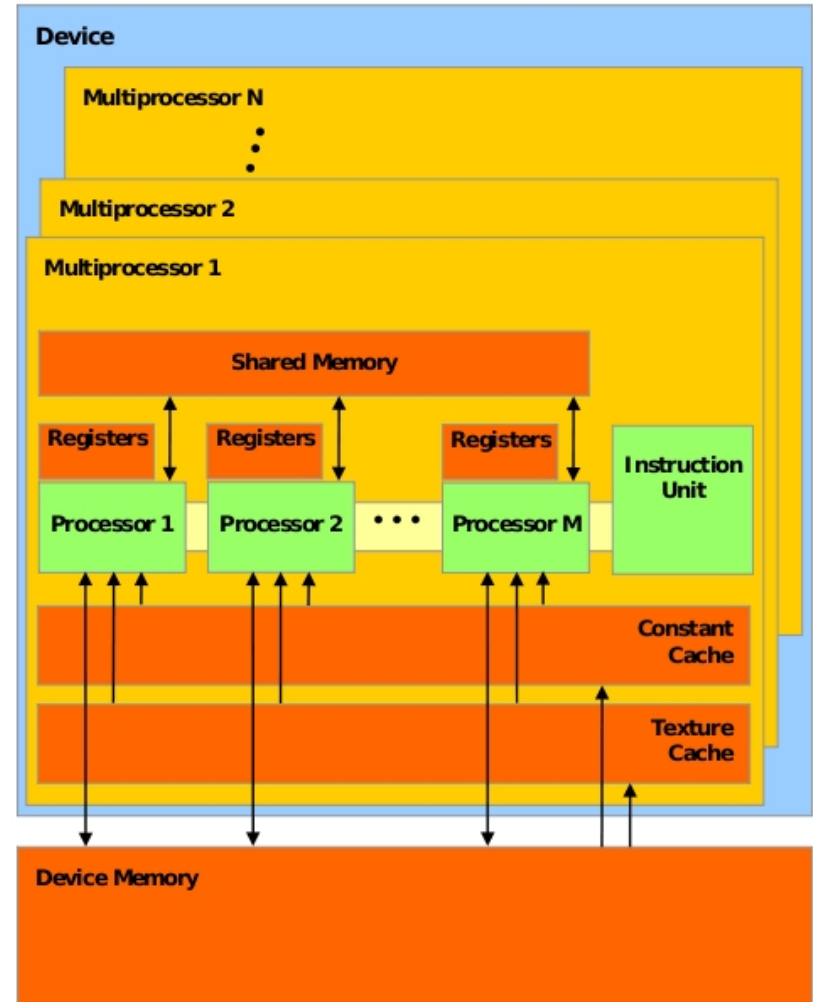 Device
Multiprocessor N
Multiprocessor 2
Multiprocessor 1
Shared Memory
Registers
Registers
Registers
Instruction
Unit
Processor 1
Processor 2
Processor M
Constant
Cache
Texture
Cache
Device Memory